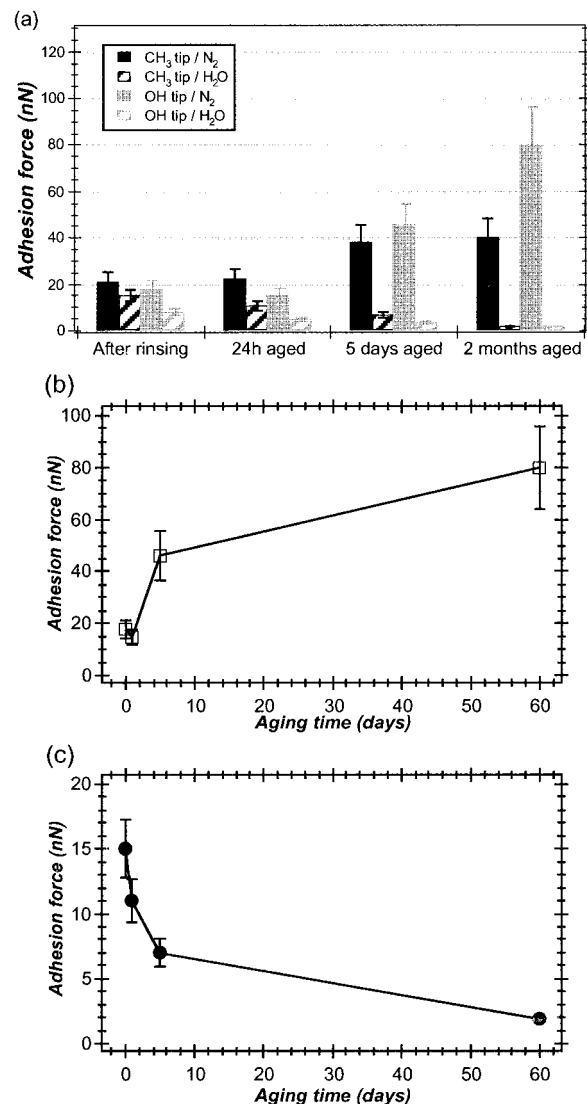 (a)
120
100
80
60
40
20
0
Adhesion force (nN)
CH₃ tip / N₂
CH₃ tip / H₂O
OH tip / N₂
OH tip / H₂O
After rinsing 24h aged 5 days aged 2 months aged
(b)
100
80
60
40
20
0
Adhesion force (nN)
0 10 20 30 40 50 60
Aging time (days)
(c)
20
15
10
5
0
Adhesion force (nN)
0 10 20 30 40 50 60
Aging time (days)